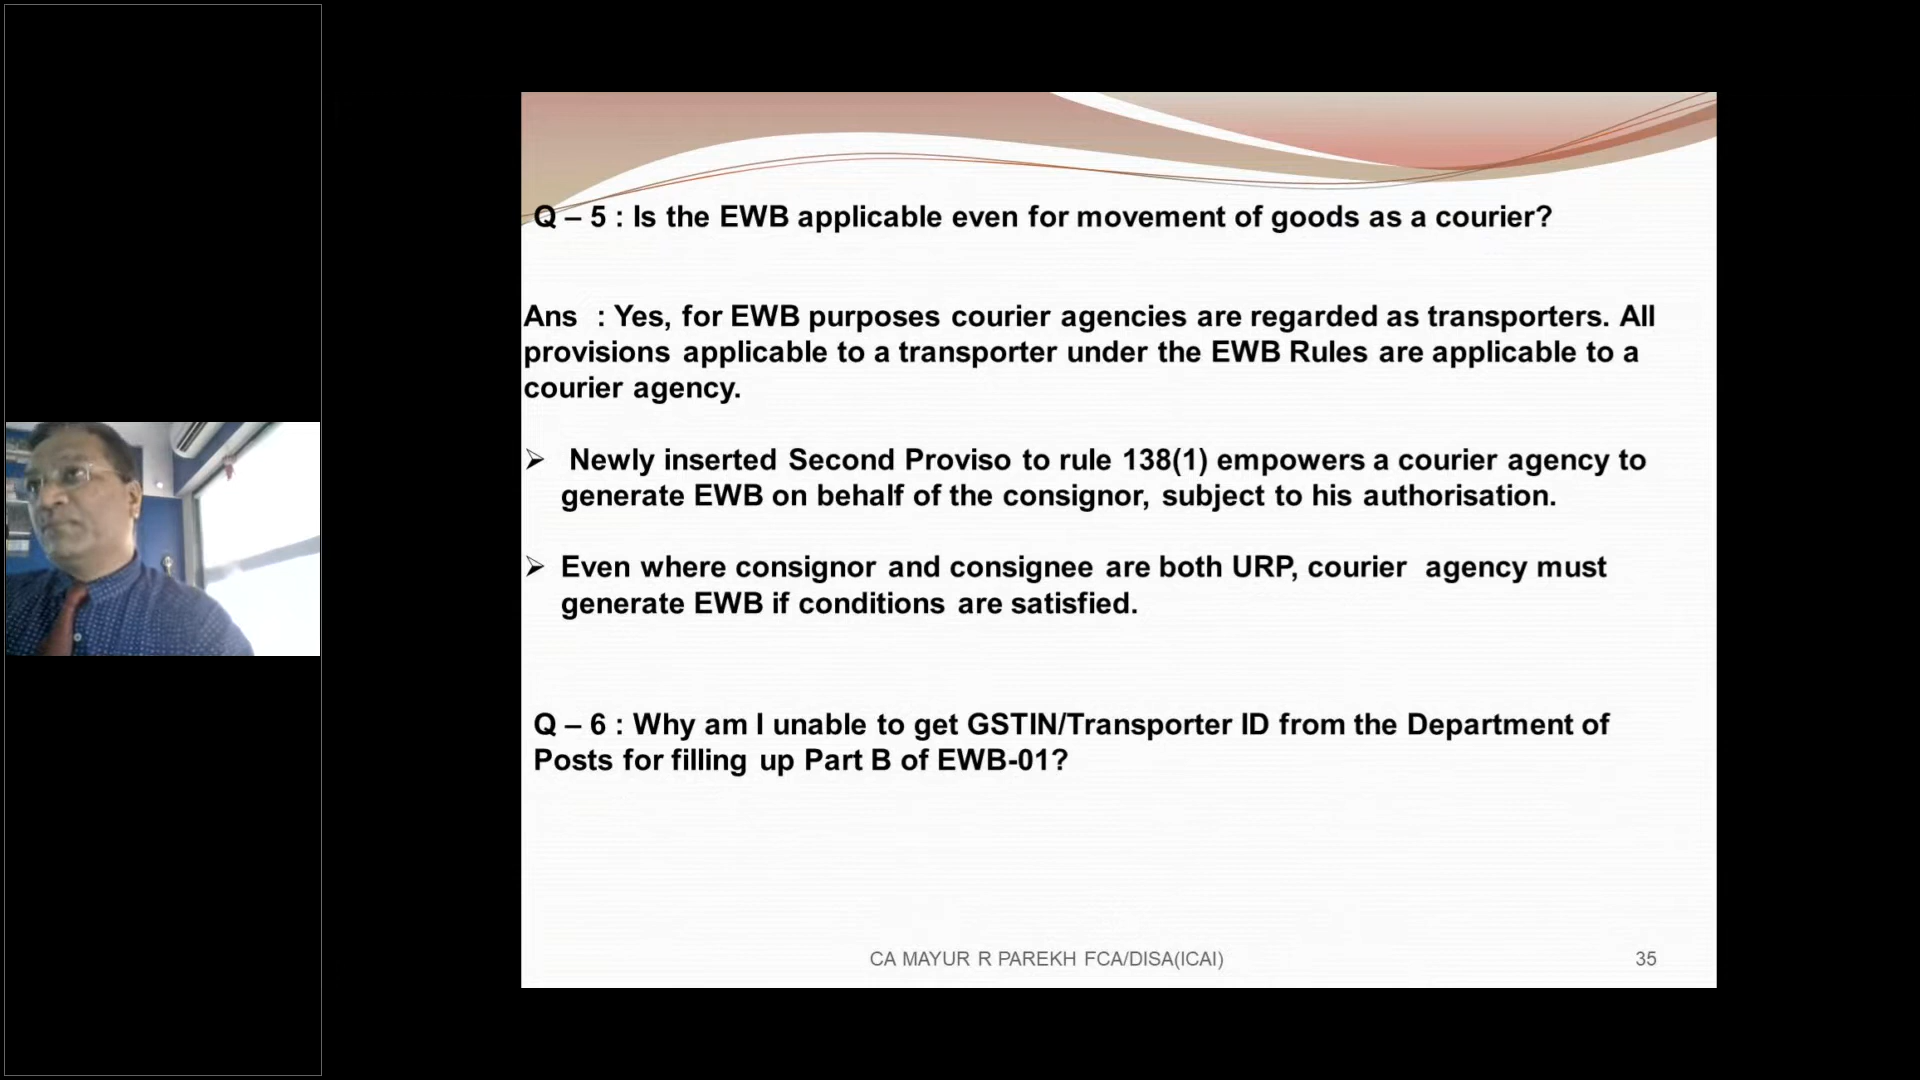 Q – 5 : Is the EWB applicable even for movement of goods as a courier?
Ans : Yes, for EWB purposes courier agencies are regarded as transporters. All
provisions applicable to a transporter under the EWB Rules are applicable to a
courier agency.
➢ Newly inserted Second Proviso to rule 138(1) empowers a courier agency to
generate EWB on behalf of the consignor, subject to his authorisation.
➢ Even where consignor and consignee are both URP, courier agency must
generate EWB if conditions are satisfied.
Q – 6 : Why am I unable to get GSTIN/Transporter ID from the Department of
Posts for filling up Part B of EWB-01?
CA MAYUR R PAREKH FCA/DISA(ICAI)
35